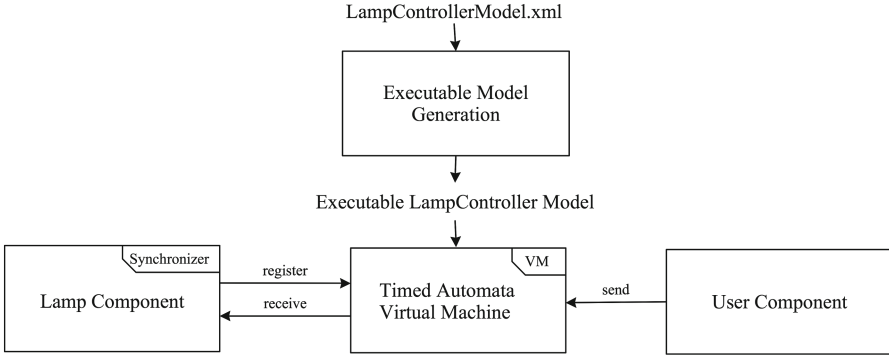 LampControllerModel.xml
Executable Model
Generation
Executable LampController Model
Synchronizer
Lamp Component
register
receive
VM
Timed Automata
Virtual Machine
send
User Component